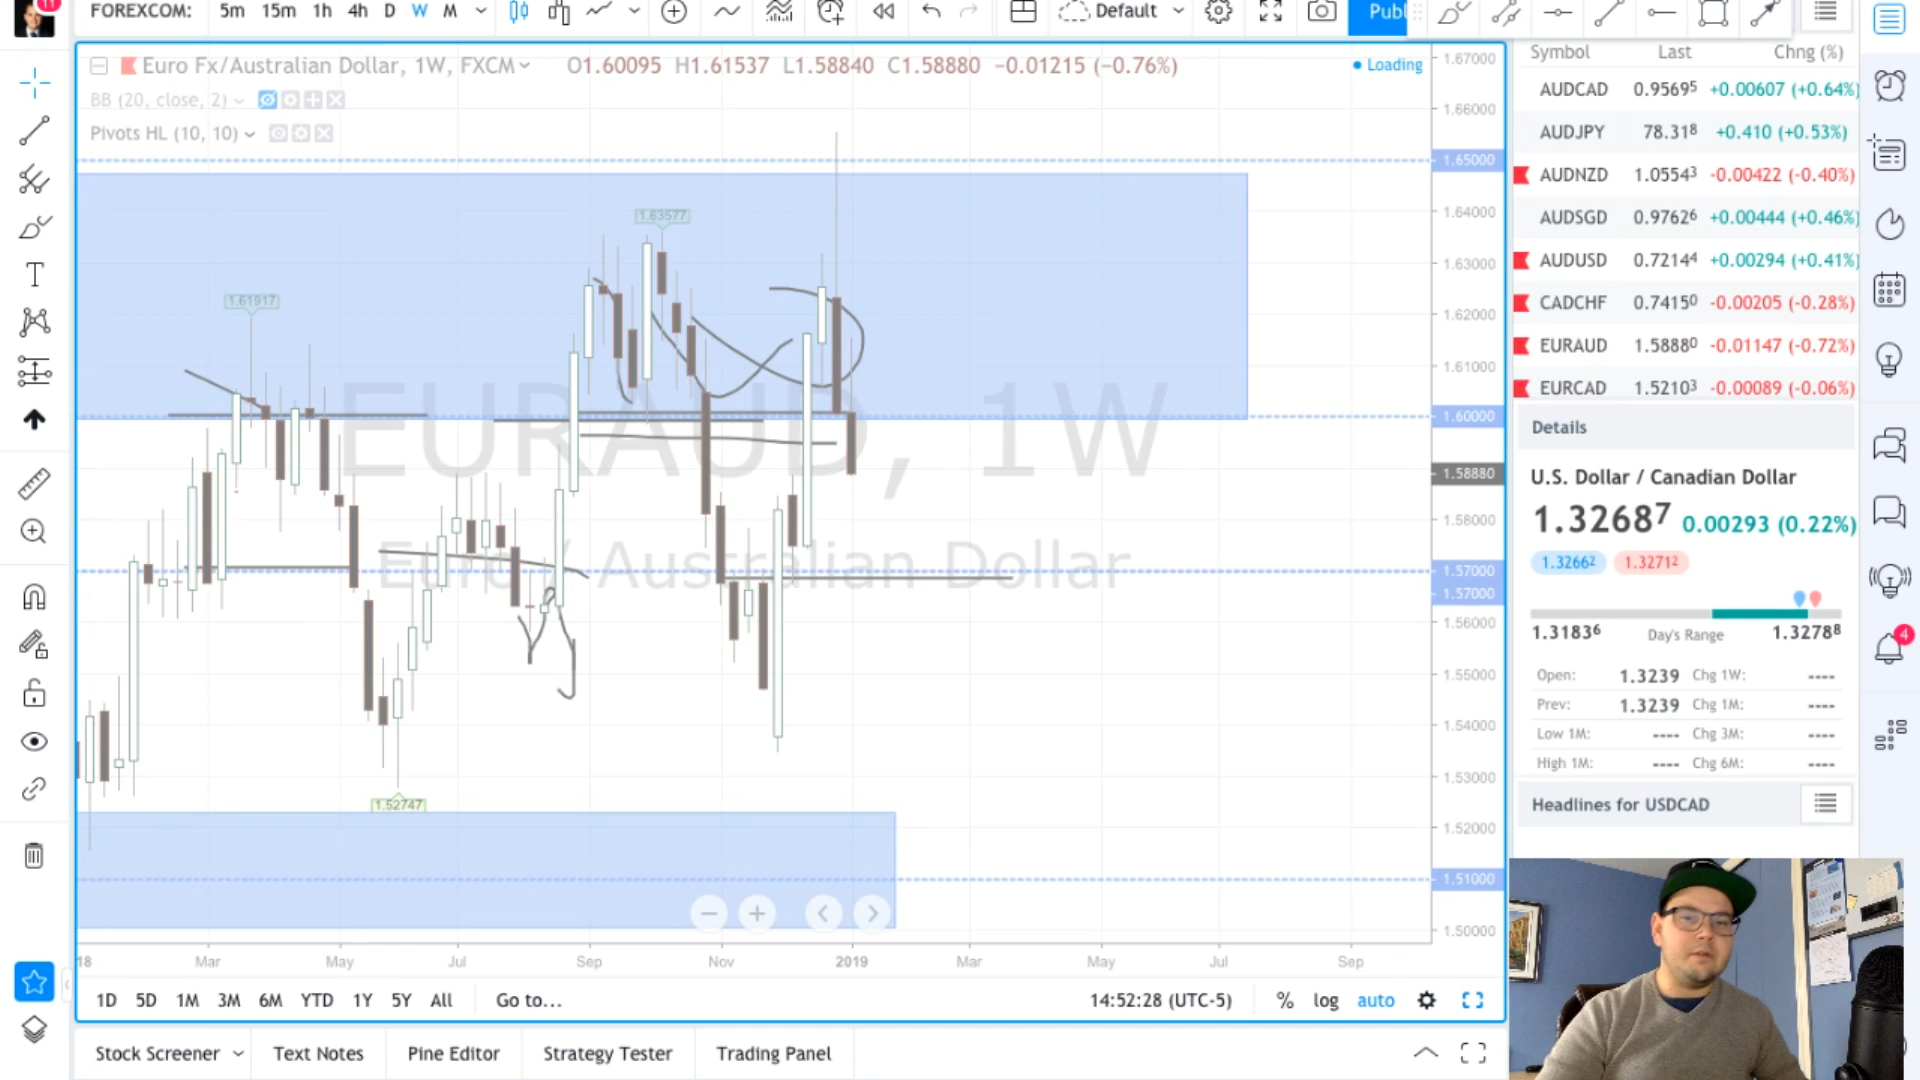 11
FOREXCOM: 5m 15m 1h 4h D W M Default Publ
Euro Fx/Australian Dollar, 1W, FXCM O1.60095 H1.61537 L1.58840 C1.58880 −0.01215 (−0.76%) Loading
BB (20, close, 2)
Pivots HL (10, 10)
EURAUD, 1W
Euro / Australian Dollar
1.61917
1.63577
1.52747
1.67000
1.66000
1.65000
1.64000
1.63000
1.62000
1.61000
1.60000
1.58880
1.58000
1.57000
1.57000
1.56000
1.55000
1.54000
1.53000
1.52000
1.51000
1.50000
18 Mar May Jul Sep Nov 2019 Mar May Jul Sep
1D 5D 1M 3M 6M YTD 1Y 5Y All Go to... 14:52:28 (UTC-5) % log auto
Stock Screener Text Notes Pine Editor Strategy Tester Trading Panel
Symbol Last Chng (%)
AUDCAD 0.95695 +0.00607 (+0.64%)
AUDJPY 78.318 +0.410 (+0.53%)
AUDNZD 1.05543 -0.00422 (-0.40%)
AUDSGD 0.97626 +0.00444 (+0.46%)
AUDUSD 0.72144 +0.00294 (+0.41%)
CADCHF 0.74150 -0.00205 (-0.28%)
EURAUD 1.58880 -0.01147 (-0.72%)
EURCAD 1.52103 -0.00089 (-0.06%)
Details
U.S. Dollar / Canadian Dollar
1.32687 0.00293 (0.22%)
1.32662 1.32712
1.31836 Day's Range 1.32788
Open: 1.3239 Chg 1W: ----
Prev: 1.3239 Chg 1M: ----
Low 1M: ---- Chg 3M: ----
High 1M: ---- Chg 6M: ----
Headlines for USDCAD
4